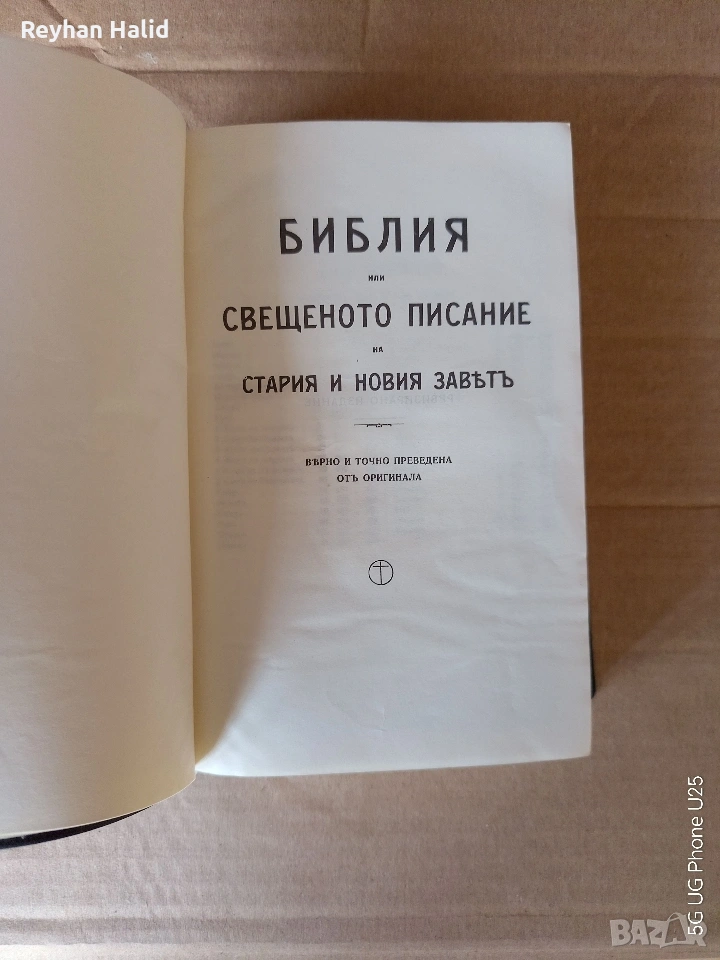 Reyhan Halid
БИБЛИЯ
или
СВЕЩЕНОТО ПИСАНИЕ
НА
СТАРИЯ И НОВИЯ ЗАВѢТЪ
ВѢРНО И ТОЧНО ПРЕВЕДЕНА
ОТЪ ОРИГИНАЛА
5G UG Phone U25
BAZAR